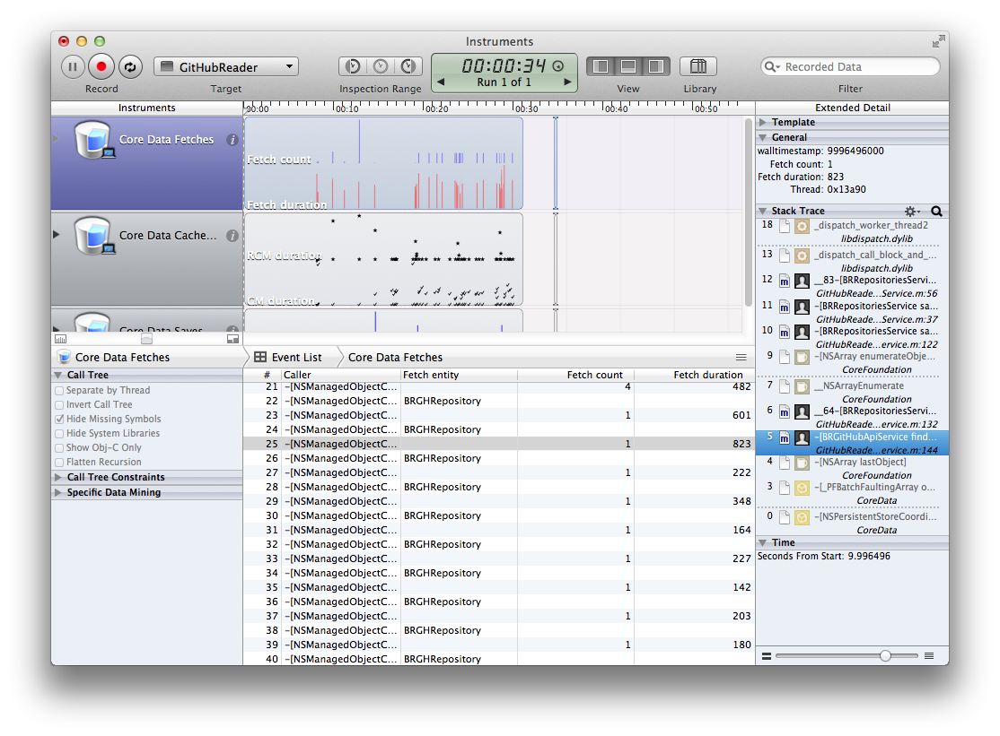 Instruments
GitHubReader
00:00:34
Run 1 of 1
Recorded Data
Record
Target
Inspection Range
View
Library
Filter
Instruments
00:00
00:10
00:20
00:30
00:40
00:50
Extended Detail
Core Data Fetches
Fetch count
Fetch duration
Core Data Cache...
RCM duration
CM duration
Core Data Saves
Template
General
walltimestamp: 9996496000
Fetch count: 1
Fetch duration: 823
Thread: 0x13a90
Stack Trace
18 _dispatch_worker_thread2
libdispatch.dylib
13 _dispatch_call_block_and_...
libdispatch.dylib
12 __83-[BRRepositoriesServi...
GitHubReade...Service.m:56
11 -[BRRepositoriesService sa...
GitHubReade...Service.m:37
10 -[BRRepositoriesService sa...
GitHubReade...ervice.m:122
9 -[NSArray enumerateObje...
CoreFoundation
7 __NSArrayEnumerate
CoreFoundation
6 __64-[BRRepositoriesServi...
GitHubReade...ervice.m:132
5 -[BRGitHubApiService find...
GitHubReade...ervice.m:144
4 -[NSArray lastObject]
CoreFoundation
3 -[_PFBatchFaultingArray o...
CoreData
0 -[NSPersistentStoreCoordi...
CoreData
Time
Seconds From Start: 9.996496
Core Data Fetches
Event List
Core Data Fetches
Call Tree
Separate by Thread
Invert Call Tree
Hide Missing Symbols
Hide System Libraries
Show Obj-C Only
Flatten Recursion
Call Tree Constraints
Specific Data Mining
# Caller Fetch entity Fetch count Fetch duration
21 -[NSManagedObjectC... 4 482
22 -[NSManagedObjectC... BRGHRepository
23 -[NSManagedObjectC... 1 601
24 -[NSManagedObjectC... BRGHRepository
25 -[NSManagedObjectC... 1 823
26 -[NSManagedObjectC... BRGHRepository
27 -[NSManagedObjectC... 1 222
28 -[NSManagedObjectC... BRGHRepository
29 -[NSManagedObjectC... 1 348
30 -[NSManagedObjectC... BRGHRepository
31 -[NSManagedObjectC... 1 164
32 -[NSManagedObjectC... BRGHRepository
33 -[NSManagedObjectC... 1 227
34 -[NSManagedObjectC... BRGHRepository
35 -[NSManagedObjectC... 1 142
36 -[NSManagedObjectC... BRGHRepository
37 -[NSManagedObjectC... 1 203
38 -[NSManagedObjectC... BRGHRepository
39 -[NSManagedObjectC... 1 180
40 -[NSManagedObjectC... BRGHRepository